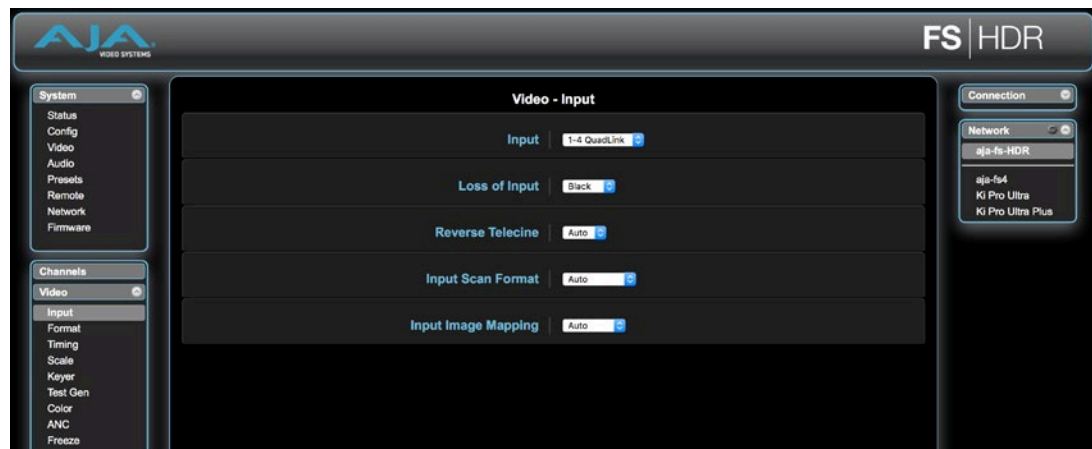 AJA
VIDEO SYSTEMS
FS | HDR
System
Status
Config
Video
Audio
Presets
Remote
Network
Firmware
Channels
Video
Input
Format
Timing
Scale
Keyer
Test Gen
Color
ANC
Freeze
Video - Input
Input 1-4 QuadLink
Loss of Input Black
Reverse Telecine Auto
Input Scan Format Auto
Input Image Mapping Auto
Connection
Network
aja-fs-HDR
aja-fs4
Ki Pro Ultra
Ki Pro Ultra Plus